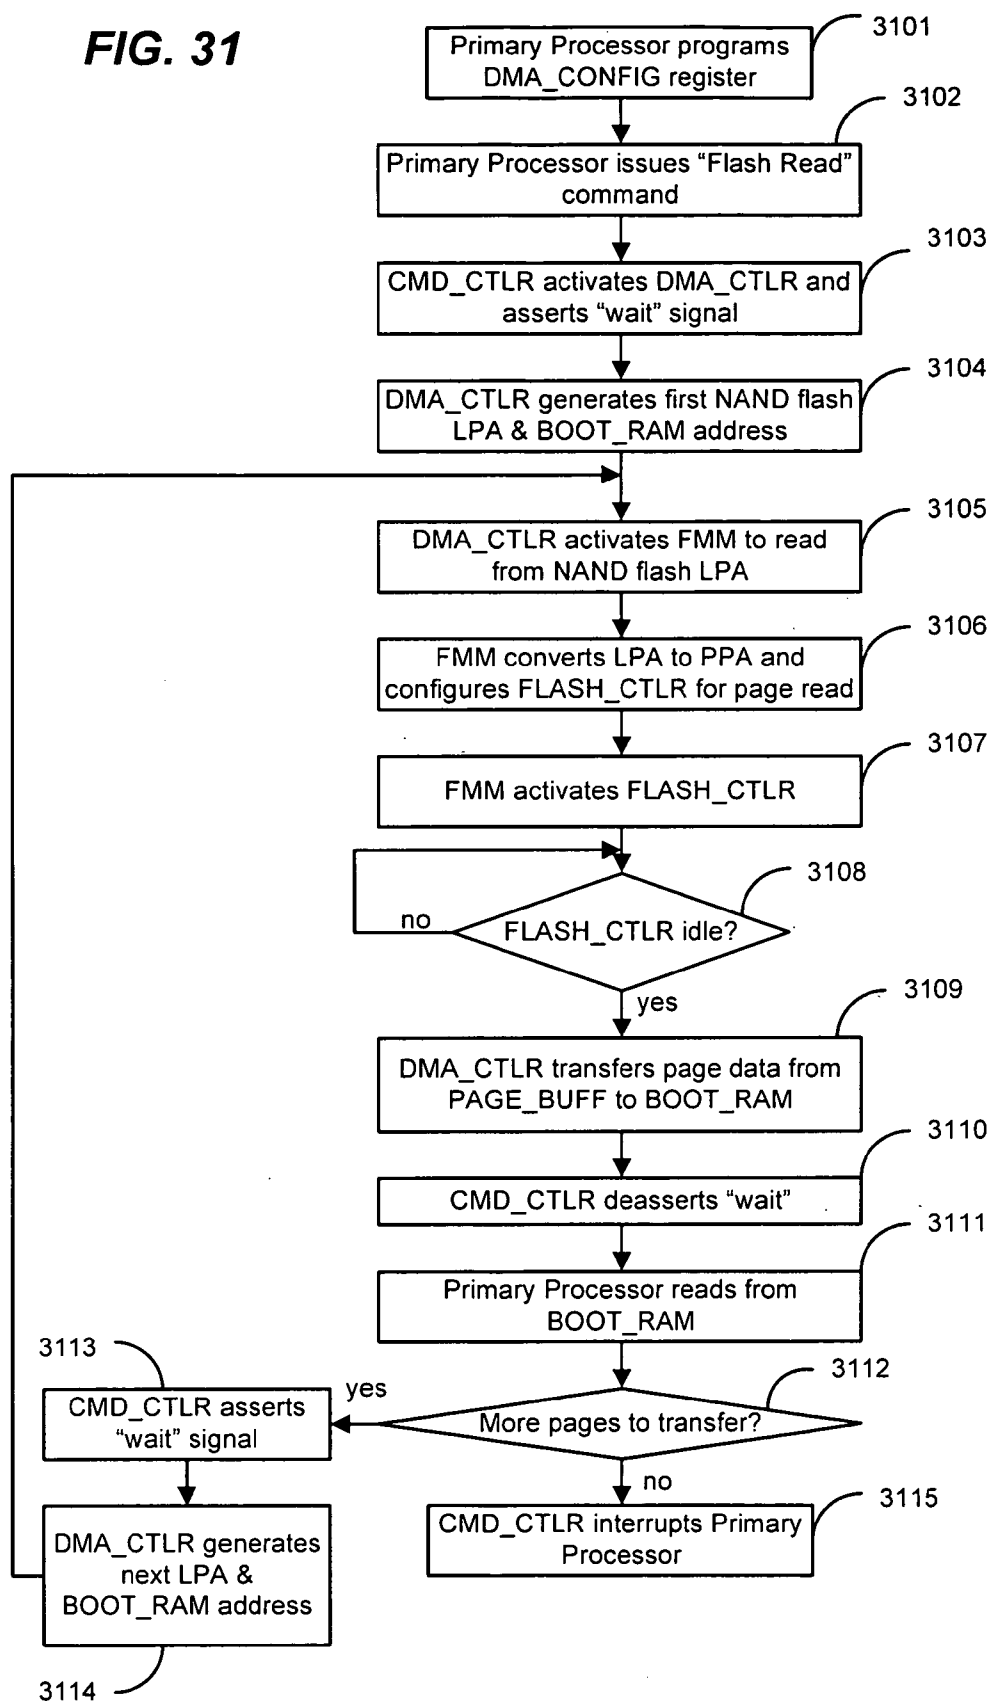 FIG. 31
3101
Primary Processor programs
DMA_CONFIG register
3102
Primary Processor issues “Flash Read”
command
3103
CMD_CTLR activates DMA_CTLR and
asserts “wait” signal
3104
DMA_CTLR generates first NAND flash
LPA & BOOT_RAM address
3105
DMA_CTLR activates FMM to read
from NAND flash LPA
3106
FMM converts LPA to PPA and
configures FLASH_CTLR for page read
3107
FMM activates FLASH_CTLR
3108
FLASH_CTLR idle?
no
yes
3109
DMA_CTLR transfers page data from
PAGE_BUFF to BOOT_RAM
3110
CMD_CTLR deasserts “wait”
3111
Primary Processor reads from
BOOT_RAM
3112
More pages to transfer?
yes
no
3113
CMD_CTLR asserts
“wait” signal
DMA_CTLR generates
next LPA &
BOOT_RAM address
3114
3115
CMD_CTLR interrupts Primary
Processor